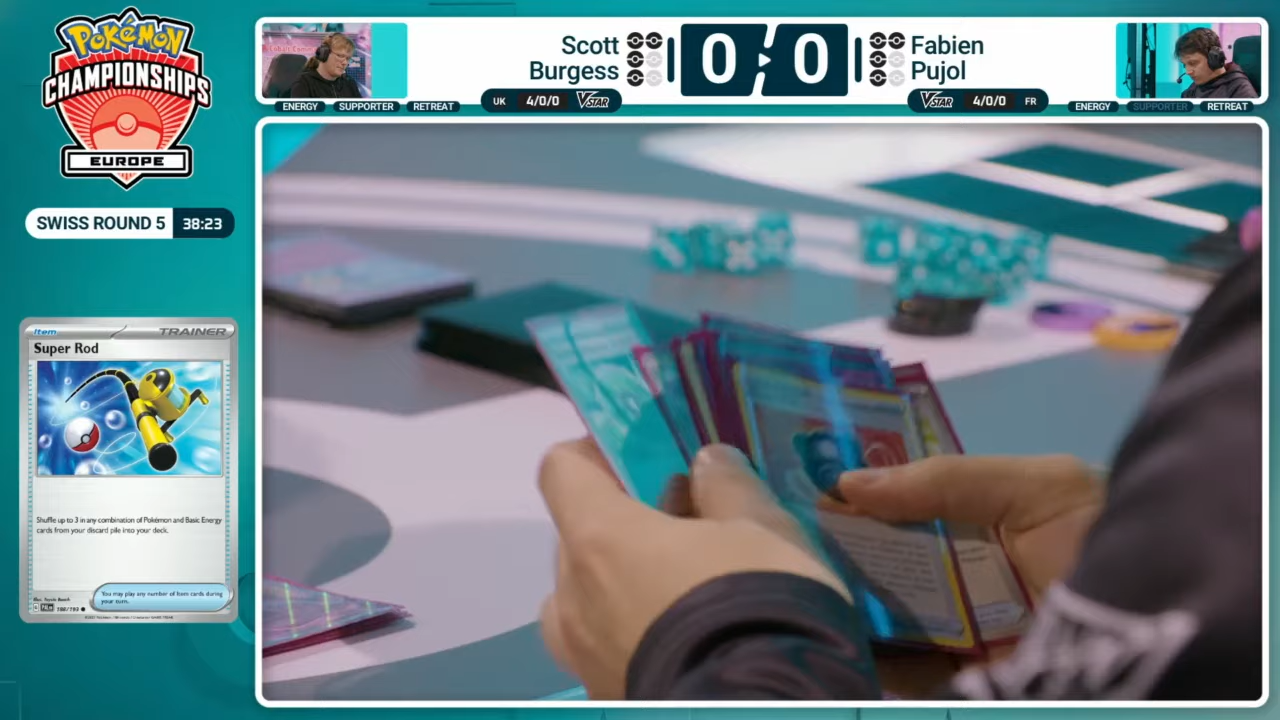 Pokémon
CHAMPIONSHIPS
EUROPE
SWISS ROUND 5 38:23
Scott
Burgess
0 0
Fabien
Pujol
ENERGY SUPPORTER RETREAT
UK 4/0/0 VSTAR
VSTAR 4/0/0 FR
ENERGY SUPPORTER RETREAT
Item TRAINER
Super Rod
Shuffle up to 3 in any combination of Pokémon and Basic Energy
cards from your discard pile into your deck.
You may play any number of Item cards during
your turn.
188/193